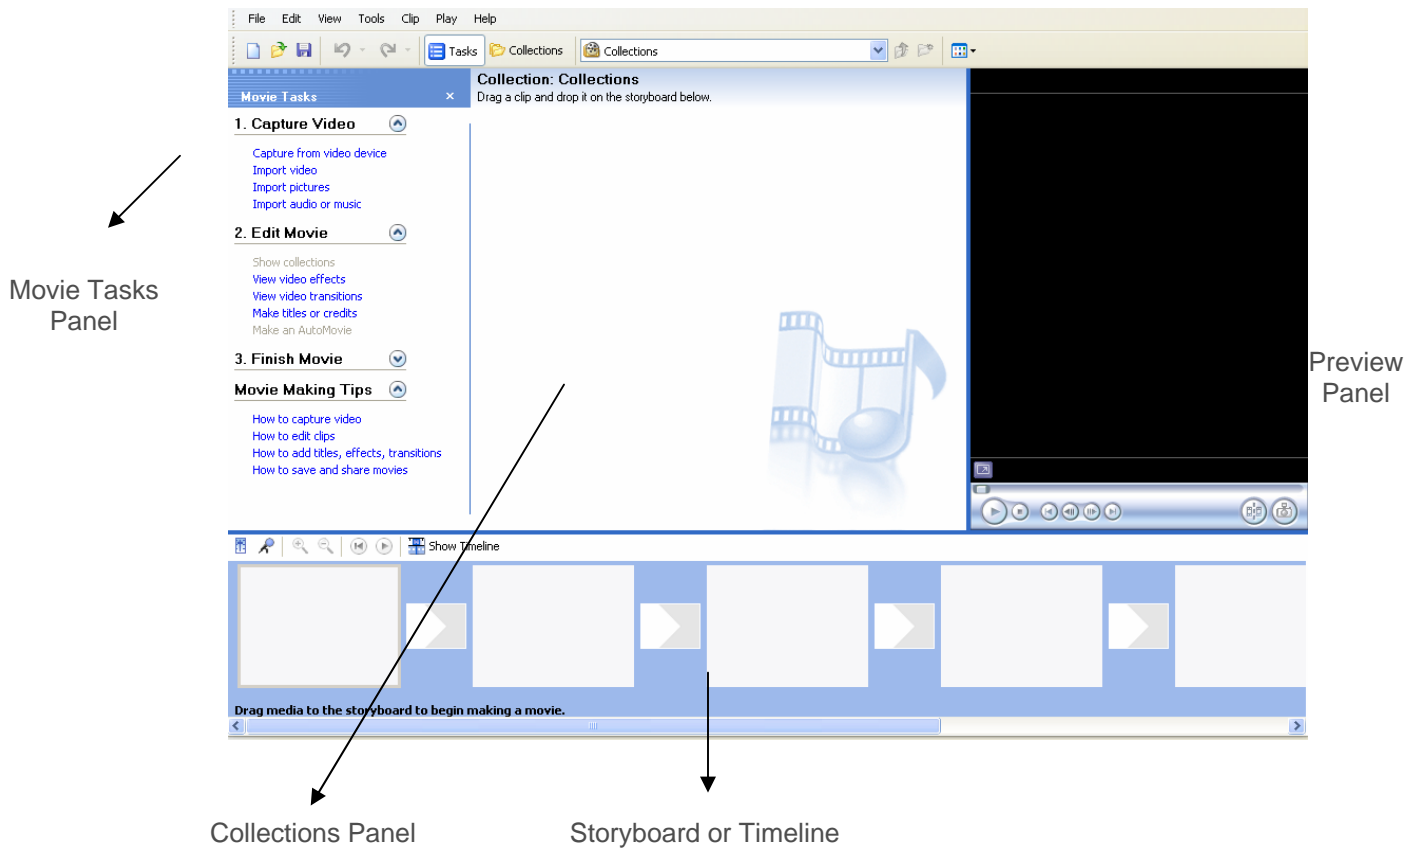 File Edit View Tools Clip Play Help
Tasks Collections Collections
Movie Tasks
Collection: Collections
Drag a clip and drop it on the storyboard below.
1. Capture Video
Capture from video device
Import video
Import pictures
Import audio or music
2. Edit Movie
Show collections
View video effects
View video transitions
Make titles or credits
Make an AutoMovie
3. Finish Movie
Movie Making Tips
How to capture video
How to edit clips
How to add titles, effects, transitions
How to save and share movies
Movie Tasks
Panel
Preview
Panel
Show Timeline
Drag media to the storyboard to begin making a movie.
Collections Panel
Storyboard or Timeline